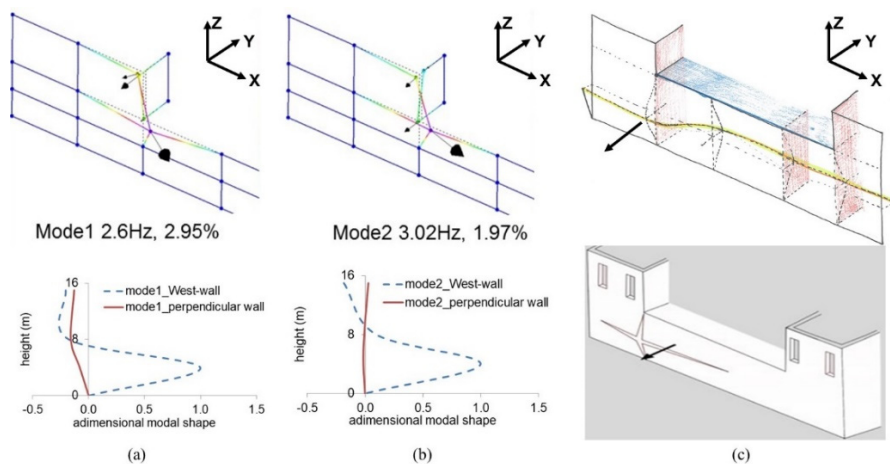 Z
Y
X
Z
Y
X
Z
Y
X
Mode1 2.6Hz, 2.95%
Mode2 3.02Hz, 1.97%
16
mode1_West-wall
mode1_perpendicular wall
height (m)
8
0
-0.5 0.0 0.5 1.0 1.5
adimensional modal shape
16
mode2_West-wall
mode2_perpendicular wall
height (m)
8
0
-0.5 0.0 0.5 1.0 1.5
adimensional modal shape
(a)
(b)
(c)